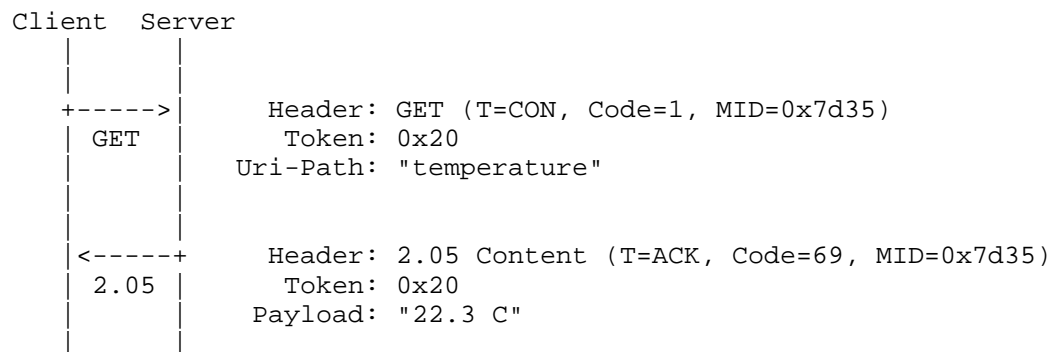 Client Server
+----->| Header: GET (T=CON, Code=1, MID=0x7d35)
| GET | Token: 0x20
Uri-Path: "temperature"
|<-----+ Header: 2.05 Content (T=ACK, Code=69, MID=0x7d35)
| 2.05 | Token: 0x20
Payload: "22.3 C"